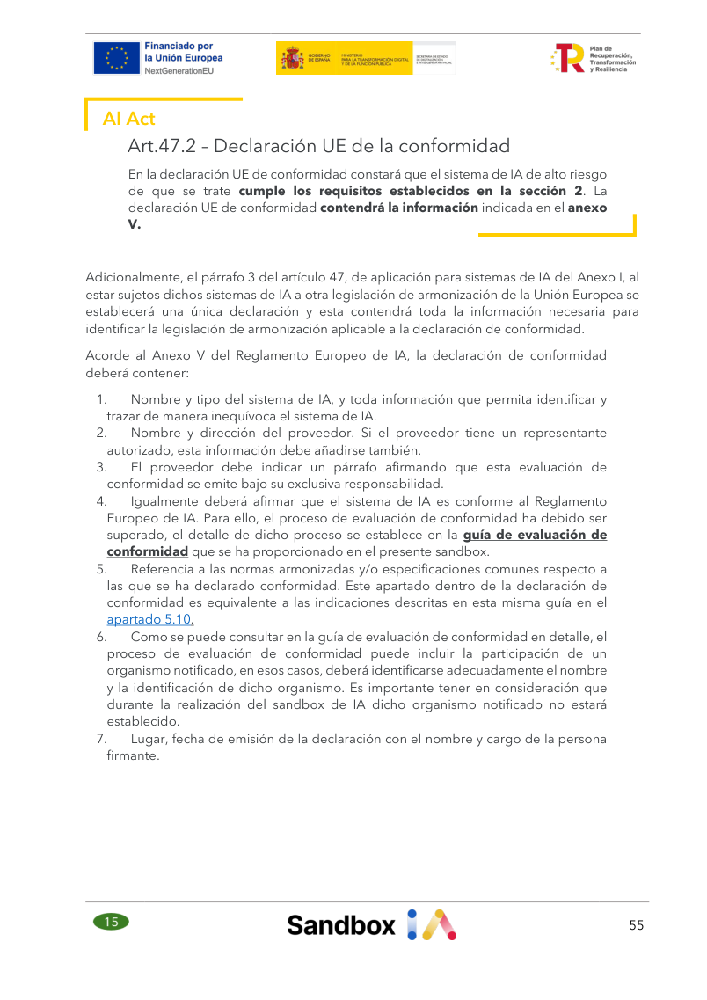 Financiado por
la Unión Europea
NextGenerationEU
GOBIERNO
DE ESPAÑA
MINISTERIO
PARA LA TRANSFORMACIÓN DIGITAL
Y DE LA FUNCIÓN PÚBLICA
SECRETARÍA DE ESTADO
DE DIGITALIZACIÓN
E INTELIGENCIA ARTIFICIAL
Plan de
Recuperación,
Transformación
y Resiliencia
AI Act
Art.47.2 – Declaración UE de la conformidad
En la declaración UE de conformidad constará que el sistema de IA de alto riesgo
de que se trate cumple los requisitos establecidos en la sección 2. La
declaración UE de conformidad contendrá la información indicada en el anexo
V.
Adicionalmente, el párrafo 3 del artículo 47, de aplicación para sistemas de IA del Anexo I, al
estar sujetos dichos sistemas de IA a otra legislación de armonización de la Unión Europea se
establecerá una única declaración y esta contendrá toda la información necesaria para
identificar la legislación de armonización aplicable a la declaración de conformidad.
Acorde al Anexo V del Reglamento Europeo de IA, la declaración de conformidad
deberá contener:
1. Nombre y tipo del sistema de IA, y toda información que permita identificar y
trazar de manera inequívoca el sistema de IA.
2. Nombre y dirección del proveedor. Si el proveedor tiene un representante
autorizado, esta información debe añadirse también.
3. El proveedor debe indicar un párrafo afirmando que esta evaluación de
conformidad se emite bajo su exclusiva responsabilidad.
4. Igualmente deberá afirmar que el sistema de IA es conforme al Reglamento
Europeo de IA. Para ello, el proceso de evaluación de conformidad ha debido ser
superado, el detalle de dicho proceso se establece en la guía de evaluación de
conformidad que se ha proporcionado en el presente sandbox.
5. Referencia a las normas armonizadas y/o especificaciones comunes respecto a
las que se ha declarado conformidad. Este apartado dentro de la declaración de
conformidad es equivalente a las indicaciones descritas en esta misma guía en el
apartado 5.10.
6. Como se puede consultar en la guía de evaluación de conformidad en detalle, el
proceso de evaluación de conformidad puede incluir la participación de un
organismo notificado, en esos casos, deberá identificarse adecuadamente el nombre
y la identificación de dicho organismo. Es importante tener en consideración que
durante la realización del sandbox de IA dicho organismo notificado no estará
establecido.
7. Lugar, fecha de emisión de la declaración con el nombre y cargo de la persona
firmante.
15
Sandbox IA
55